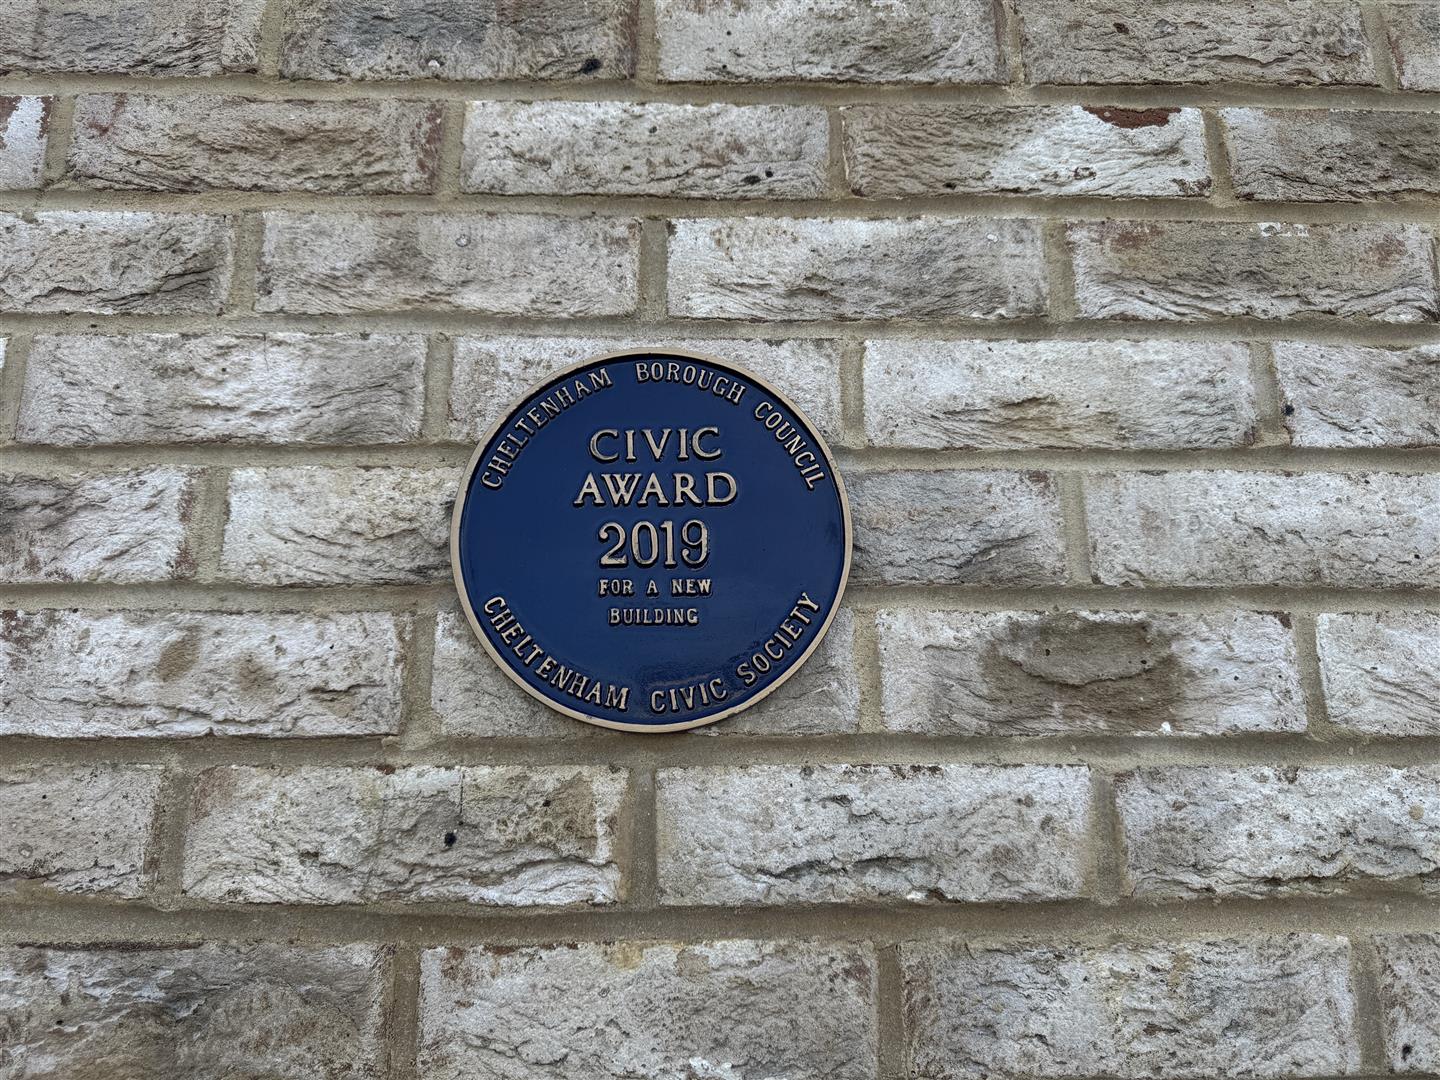 CHELTENHAM BOROUGH COUNCIL
CIVIC
AWARD
2019
FOR A NEW
BUILDING
CHELTENHAM CIVIC SOCIETY